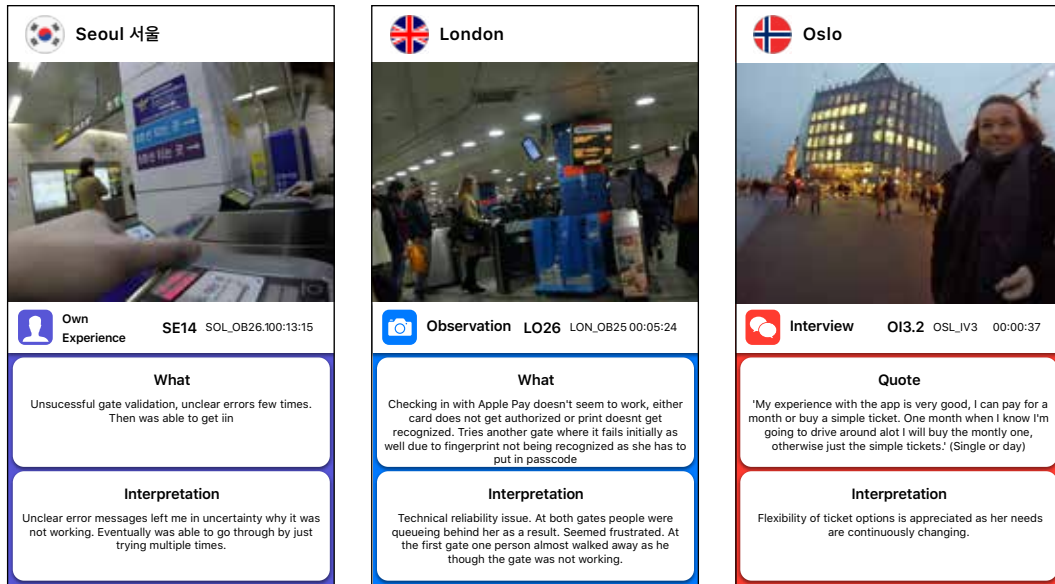 Seoul 서울
Own
Experience
SE14
SOL_OB26.100:13:15
What
Unsucessful gate validation, unclear errors few times.
Then was able to get iin
Interpretation
Unclear error messages left me in uncertainty why it was
not working. Eventually was able to go through by just
trying multiple times.
London
Observation
LO26
LON_OB25 00:05:24
What
Checking in with Apple Pay doesn't seem to work, either
card does not get authorized or print doesnt get
recognized. Tries another gate where it fails initially as
well due to fingerprint not being recognized as she has to
put in passcode
Interpretation
Technical reliability issue. At both gates people were
queueing behind her as a result. Seemed frustrated. At
the first gate one person almost walked away as he
though the gate was not working.
Oslo
Interview
OI3.2
OSL_IV3
00:00:37
Quote
'My experience with the app is very good, I can pay for a
month or buy a simple ticket. One month when I know I'm
going to drive around alot I will buy the montly one,
otherwise just the simple tickets.' (Single or day)
Interpretation
Flexibility of ticket options is appreciated as her needs
are continuously changing.